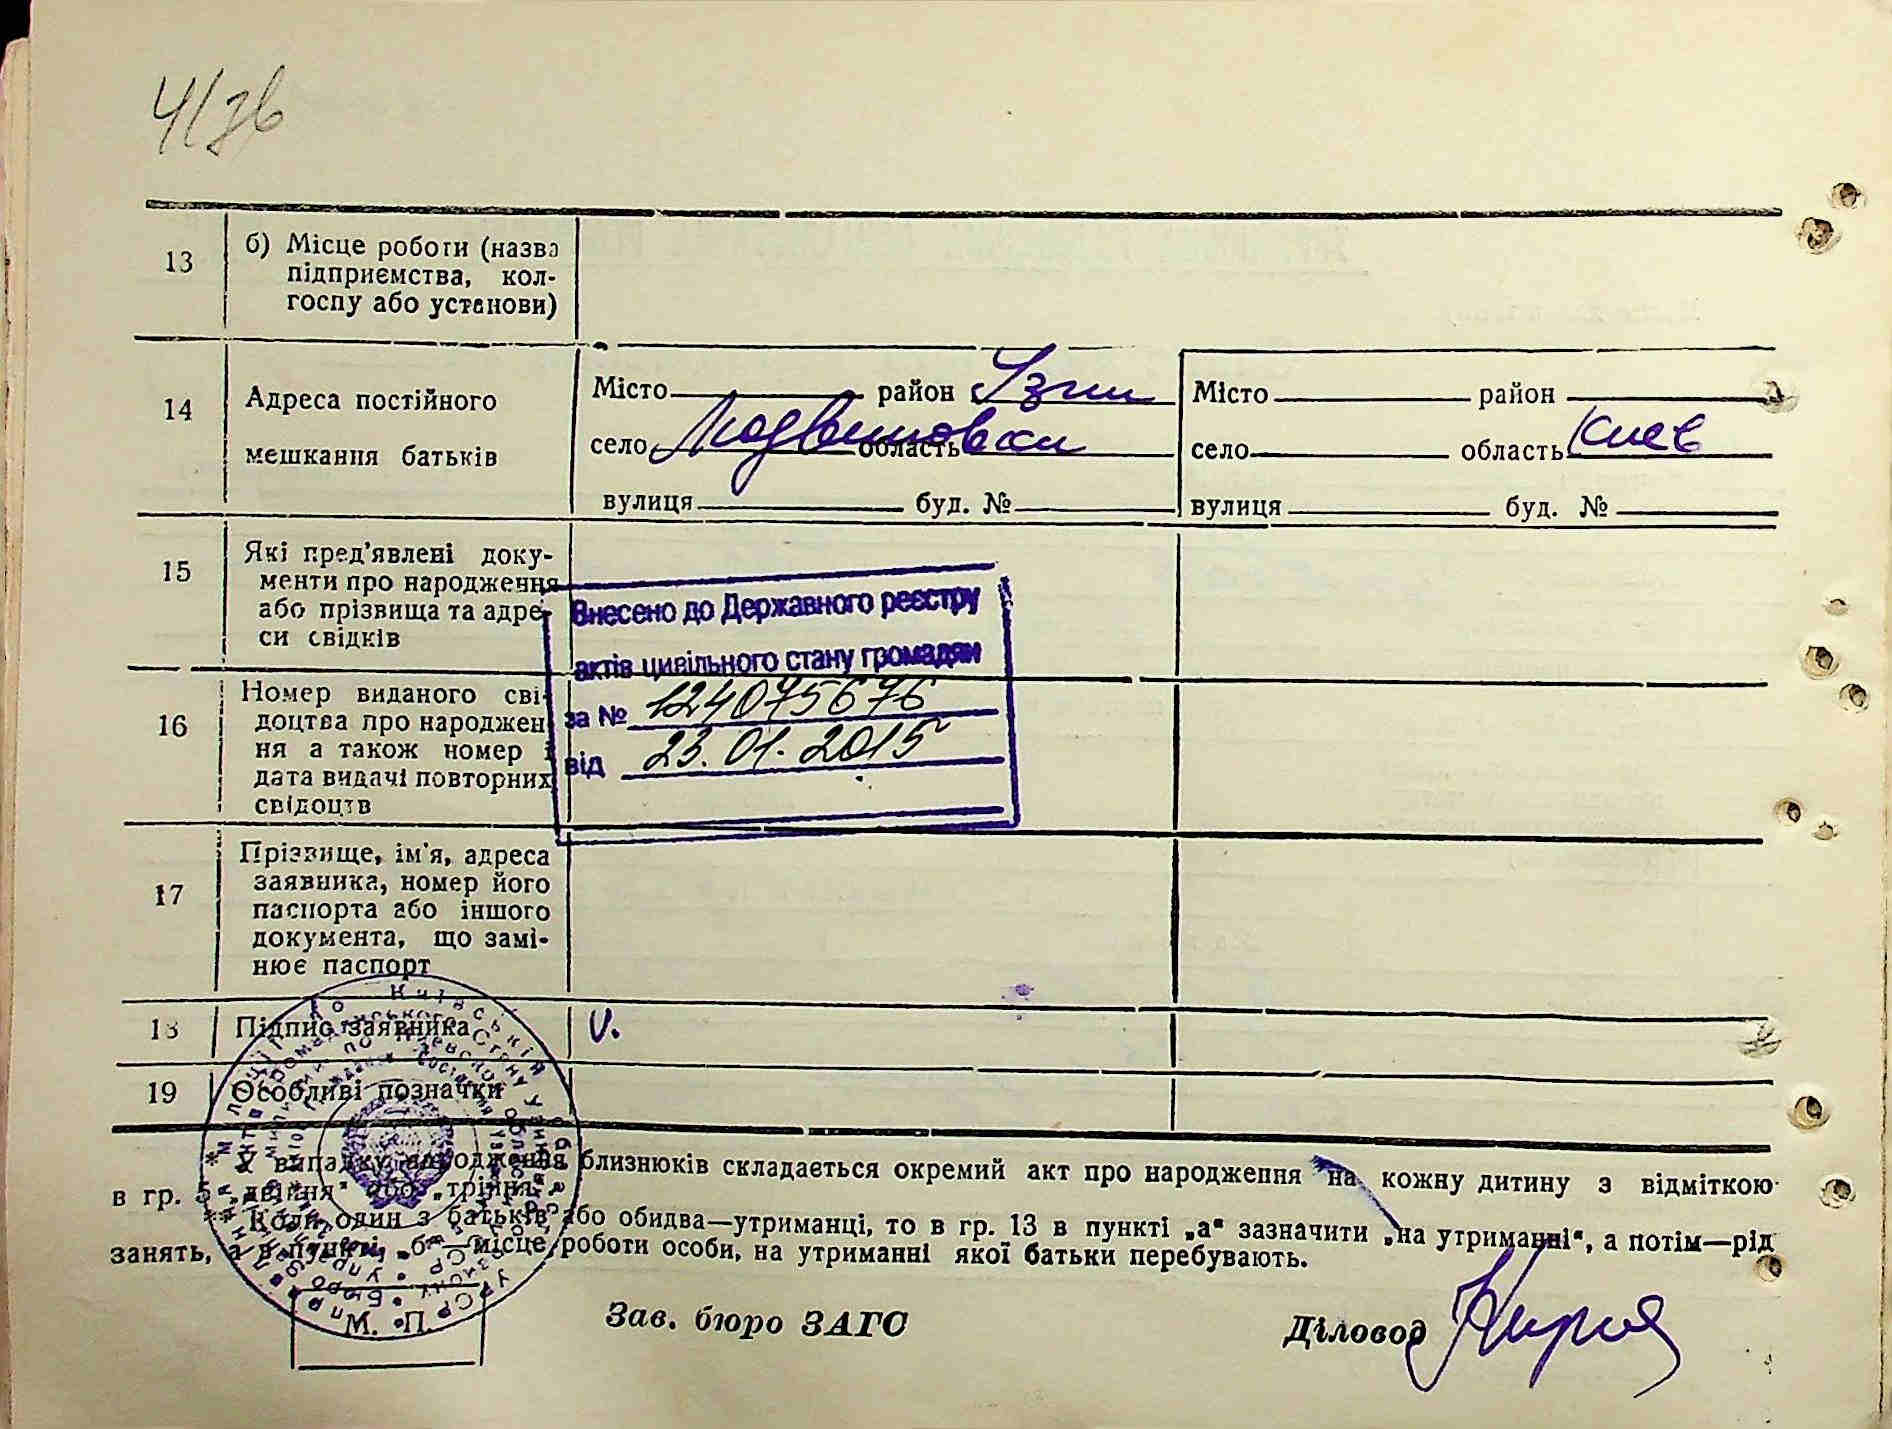 13 б) Місце роботи (назва
підприємства, кол-
госпу або установи)
14 Адреса постійного
мешкання батьків
Місто район Узин
село область
вулиця буд. №
Місто район
село область Киев
вулиця буд. №
15 Які пред'явлені доку-
менти про народження
або прізвища та адре-
си свідків
Внесено до Державного реєстру
актів цивільного стану громадян
за № 124075676
від 23.01.2015
16 Номер виданого сві-
доцтва про народжен
ня а також номер і
дата видачі повторних
свідоцтв
17 Прізвище, ім'я, адреса
заявника, номер його
паспорта або іншого
документа, що замі-
нює паспорт
18 Підпис заявника
19 Особливі позначки
У випадку народження близнюків складається окремий акт про народження на кожну дитину з відміткою
в гр. 5 „двійня" або „трійня".
Коли один з батьків або обидва—утриманці, то в гр. 13 в пункті „а" зазначити „на утриманні", а потім—рід
занять, а в пункті „б"—місце роботи особи, на утриманні якої батьки перебувають.
М. П.
Зав. бюро ЗАГС
Діловод